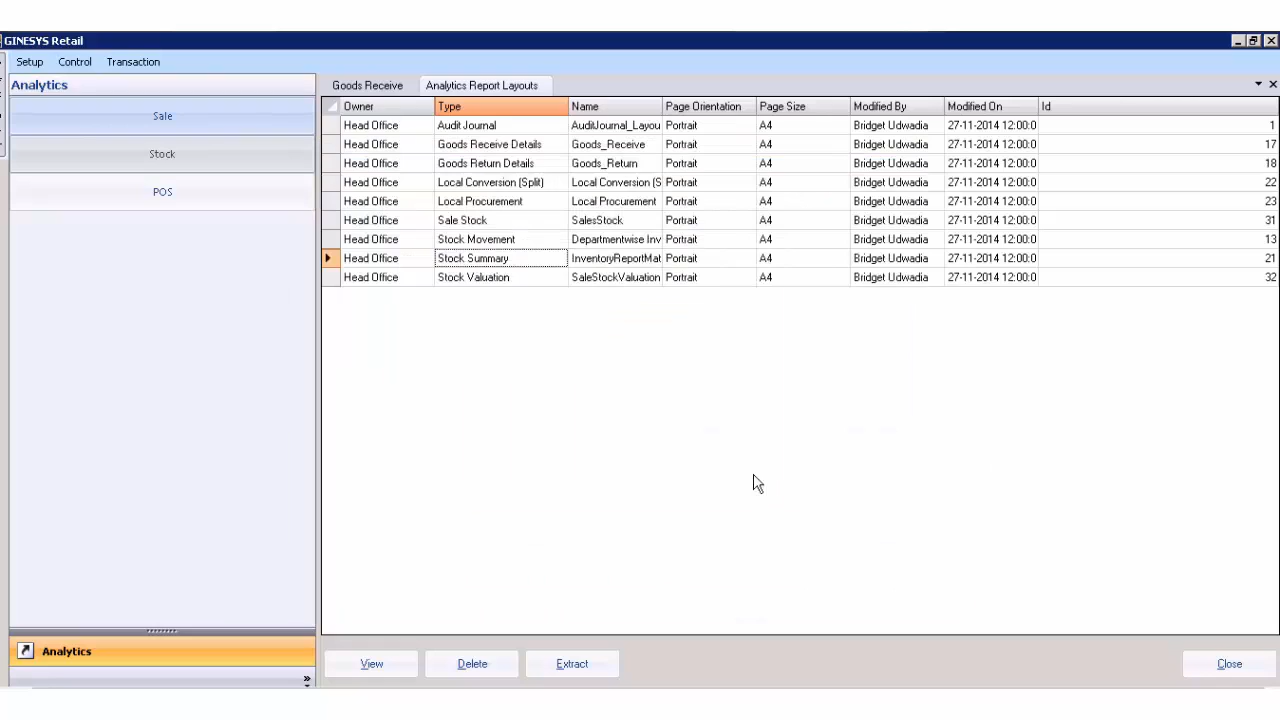 GINESYS Retail
Setup Control Transaction
Analytics
Sale
Stock
POS
Goods Receive Analytics Report Layouts
Owner Type Name Page Orientation Page Size Modified By Modified On Id
Head Office Audit Journal AuditJournal_Layou Portrait A4 Bridget Udwadia 27-11-2014 12:00:0 1
Head Office Goods Receive Details Goods_Receive Portrait A4 Bridget Udwadia 27-11-2014 12:00:0 17
Head Office Goods Return Details Goods_Return Portrait A4 Bridget Udwadia 27-11-2014 12:00:0 18
Head Office Local Conversion (Split) Local Conversion (S Portrait A4 Bridget Udwadia 27-11-2014 12:00:0 22
Head Office Local Procurement Local Procurement Portrait A4 Bridget Udwadia 27-11-2014 12:00:0 23
Head Office Sale Stock SalesStock Portrait A4 Bridget Udwadia 27-11-2014 12:00:0 31
Head Office Stock Movement Departmentwise Inv Portrait A4 Bridget Udwadia 27-11-2014 12:00:0 13
Head Office Stock Summary InventoryReportMat Portrait A4 Bridget Udwadia 27-11-2014 12:00:0 21
Head Office Stock Valuation SaleStockValuation Portrait A4 Bridget Udwadia 27-11-2014 12:00:0 32
Analytics
View Delete Extract Close